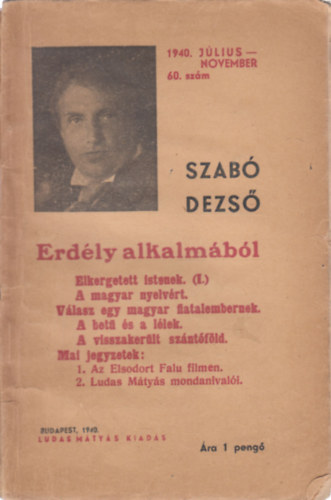 1940. JÚLIUS—
NOVEMBER
60. szám
SZABÓ
DEZSŐ
Erdély alkalmából
Elkergetett istenek. (I.)
A magyar nyelvért.
Válasz egy magyar fiatalembernek.
A betű és a lélek.
A visszakerült szántóföld.
Mai jegyzetek:
1. Az Elsodort Falu filmen.
2. Ludas Mátyás mondanivalói.
BUDAPEST, 1940.
LUDAS MÁTYÁS KIADÁS
Ára 1 pengő